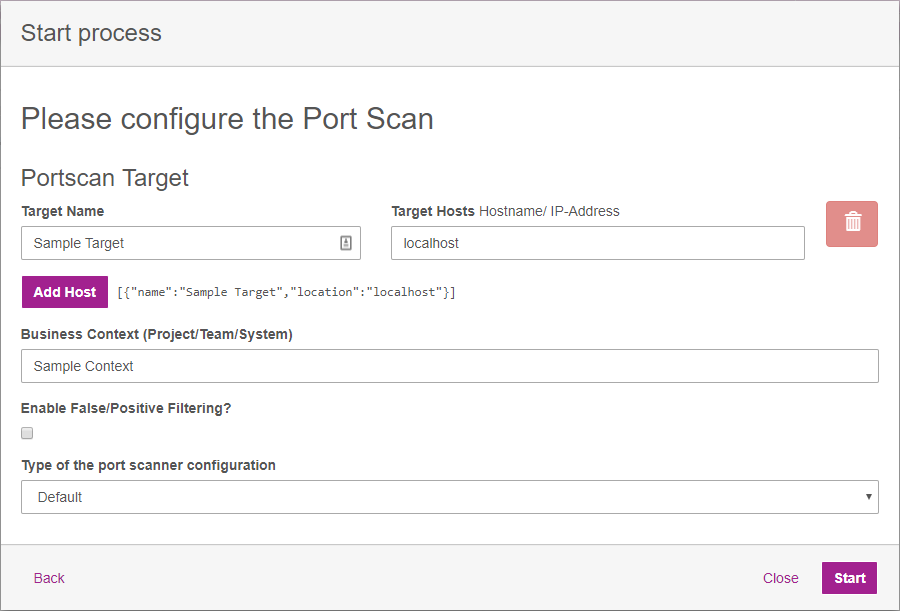 Start process
Please configure the Port Scan
Portscan Target
Target Name
Target Hosts Hostname/ IP-Address
Sample Target
localhost
Add Host [{"name":"Sample Target","location":"localhost"}]
Business Context (Project/Team/System)
Sample Context
Enable False/Positive Filtering?
Type of the port scanner configuration
Default
Back
Close
Start